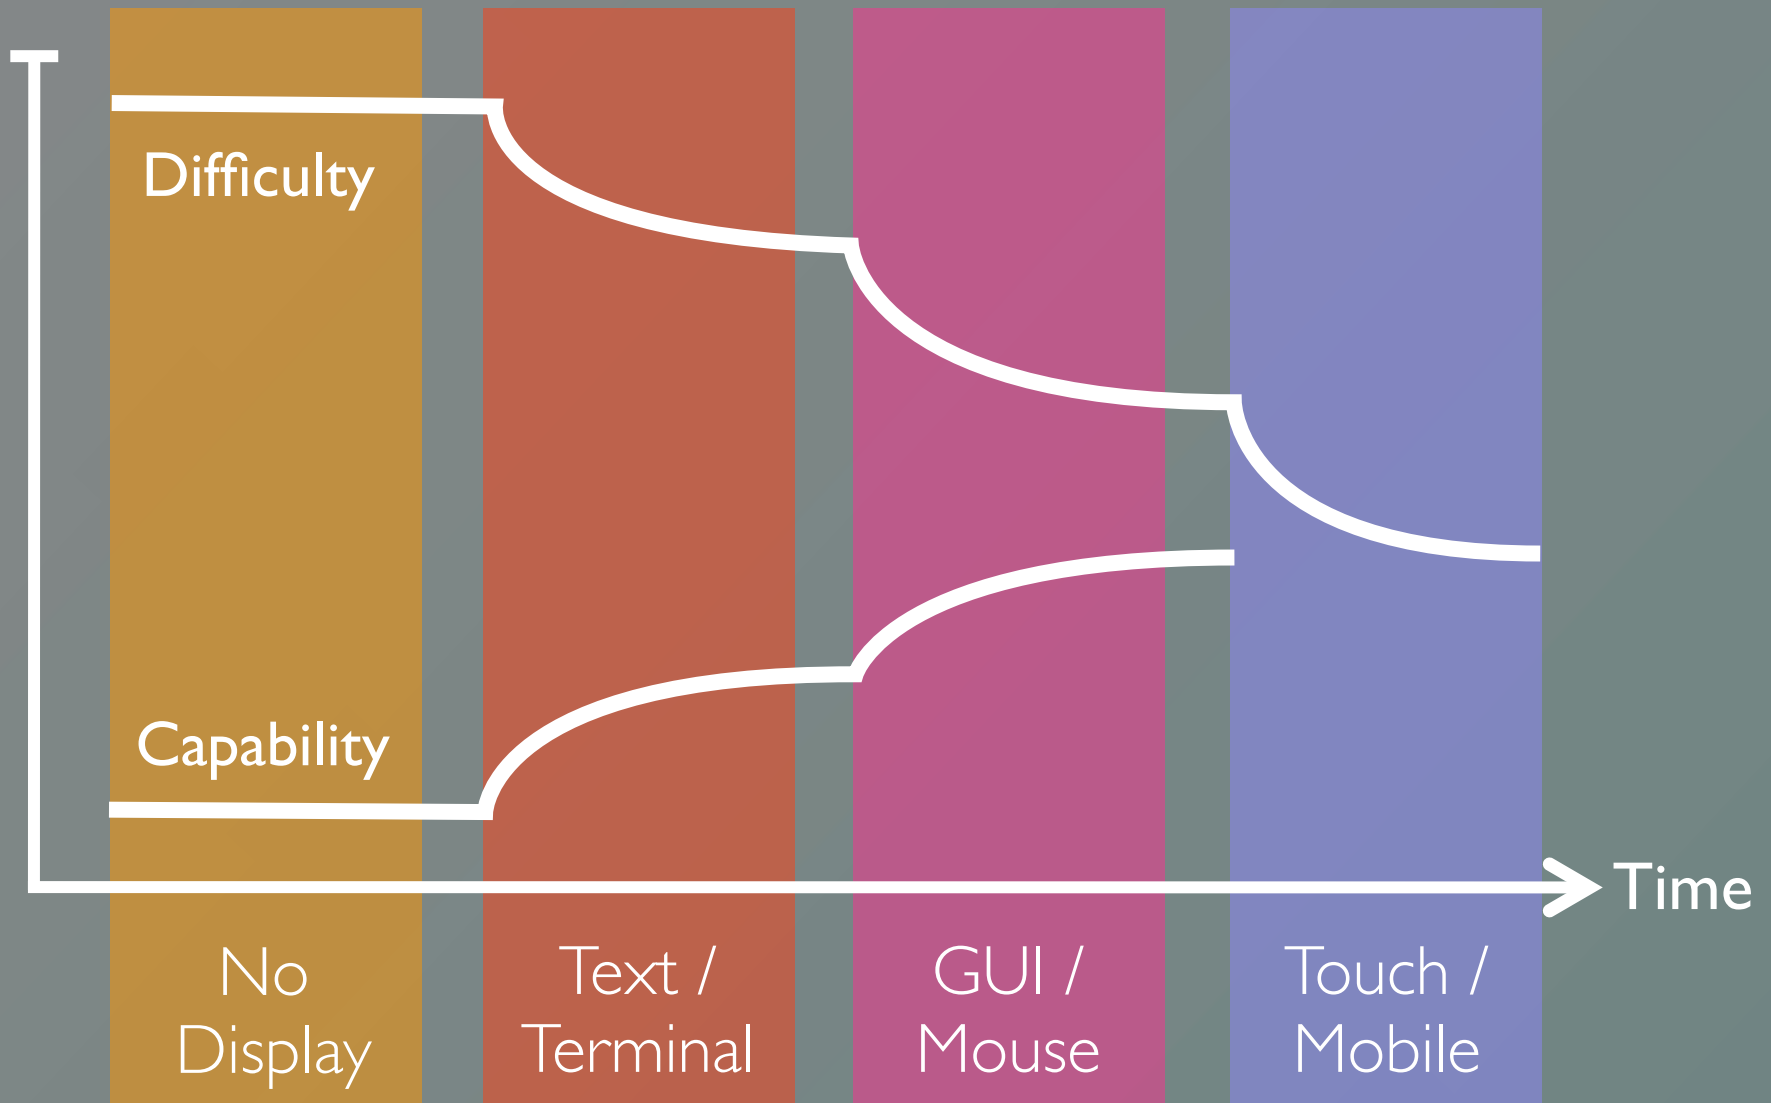 Difficulty
Capability
Time
No
Display
Text /
Terminal
GUI /
Mouse
Touch /
Mobile